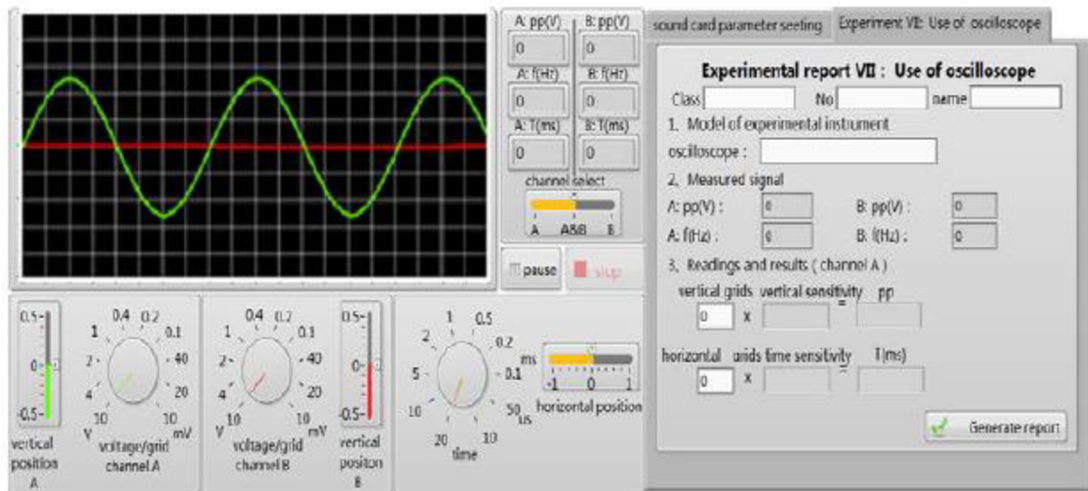 A: pp(V) B: pp(V)
0 0
A: f(Hz) B: f(Hz)
0 0
A: T(ms) B: T(ms)
0 0
channel select
A A&B B
pause stop
sound card parameter seeting Experiment VII: Use of oscilloscope
Experimental report VII : Use of oscilloscope
Class No name
1、Model of experimental instrument
oscilloscope :
2、Measured signal
A: pp(V) : 0 B: pp(V) : 0
A: f(Hz) : 0 B: f(Hz) : 0
3、Readings and results ( channel A )
vertical grids vertical sensitivity pp
0 x =
horizontal grids time sensitivity T(ms)
0 x =
Generate report
0.5
0
-0.5
vertical
position
A
0.4 0.2
1 0.1
2 40
4 20
10 10
V mV
voltage/grid
channel A
0.4 0.2
1 0.1
2 40
4 20
10 10
V mV
voltage/grid
channel B
0.5
0
-0.5
vertical
positon
B
1 0.5
2 0.2
ms
5 0.1
10 50
us
20 10
time
-1 0 1
horizontal position